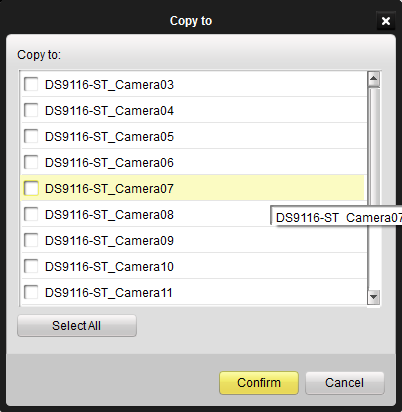 Copy to
Copy to:
DS9116-ST_Camera03
DS9116-ST_Camera04
DS9116-ST_Camera05
DS9116-ST_Camera06
DS9116-ST_Camera07
DS9116-ST_Camera08
DS9116-ST_Camera07
DS9116-ST_Camera09
DS9116-ST_Camera10
DS9116-ST_Camera11
Select All
Confirm
Cancel